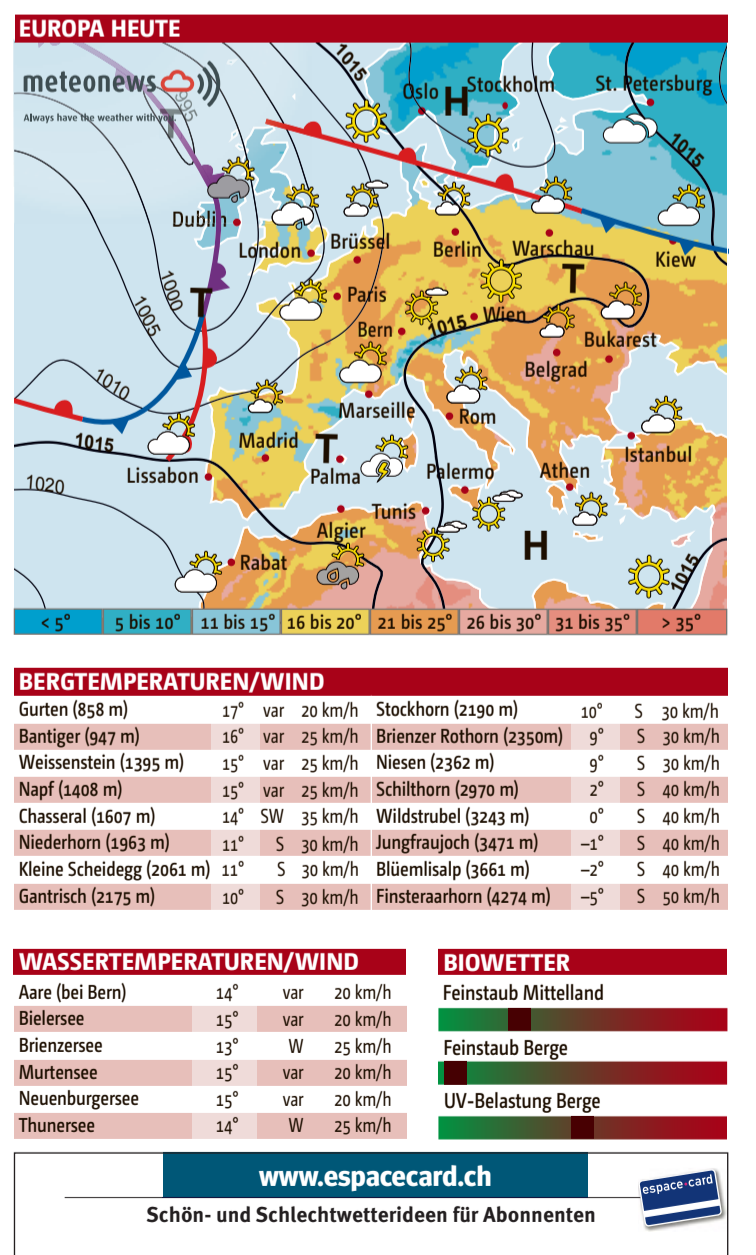 EUROPA HEUTE
meteonews
Always have the weather with you.
995
1015
Oslo H Stockholm St. Petersburg
1015
T
Dublin
London Brüssel Berlin Warschau Kiew
1000
1005
T
Paris
T
Wien
Bern 1015
Bukarest
Belgrad
1010
Marseille Rom
1015
Madrid T Istanbul
Lissabon Palma Palermo Athen
1020
Tunis
Algier
H
Rabat
1015
< 5° 5 bis 10° 11 bis 15° 16 bis 20° 21 bis 25° 26 bis 30° 31 bis 35° > 35°
BERGTEMPERATUREN/WIND
Gurten (858 m) 17° var 20 km/h Stockhorn (2190 m) 10° S 30 km/h
Bantiger (947 m) 16° var 25 km/h Brienzer Rothorn (2350m) 9° S 30 km/h
Weissenstein (1395 m) 15° var 25 km/h Niesen (2362 m) 9° S 30 km/h
Napf (1408 m) 15° var 25 km/h Schilthorn (2970 m) 2° S 40 km/h
Chasseral (1607 m) 14° SW 35 km/h Wildstrubel (3243 m) 0° S 40 km/h
Niederhorn (1963 m) 11° S 30 km/h Jungfraujoch (3471 m) –1° S 40 km/h
Kleine Scheidegg (2061 m) 11° S 30 km/h Blüemlisalp (3661 m) –2° S 40 km/h
Gantrisch (2175 m) 10° S 30 km/h Finsteraarhorn (4274 m) –5° S 50 km/h
WASSERTEMPERATUREN/WIND
Aare (bei Bern) 14° var 20 km/h
Bielersee 15° var 20 km/h
Brienzersee 13° W 25 km/h
Murtensee 15° var 20 km/h
Neuenburgersee 15° var 20 km/h
Thunersee 14° W 25 km/h
BIOWETTER
Feinstaub Mittelland
Feinstaub Berge
UV-Belastung Berge
www.espacecard.ch
espace•card
Schön- und Schlechtwetterideen für Abonnenten